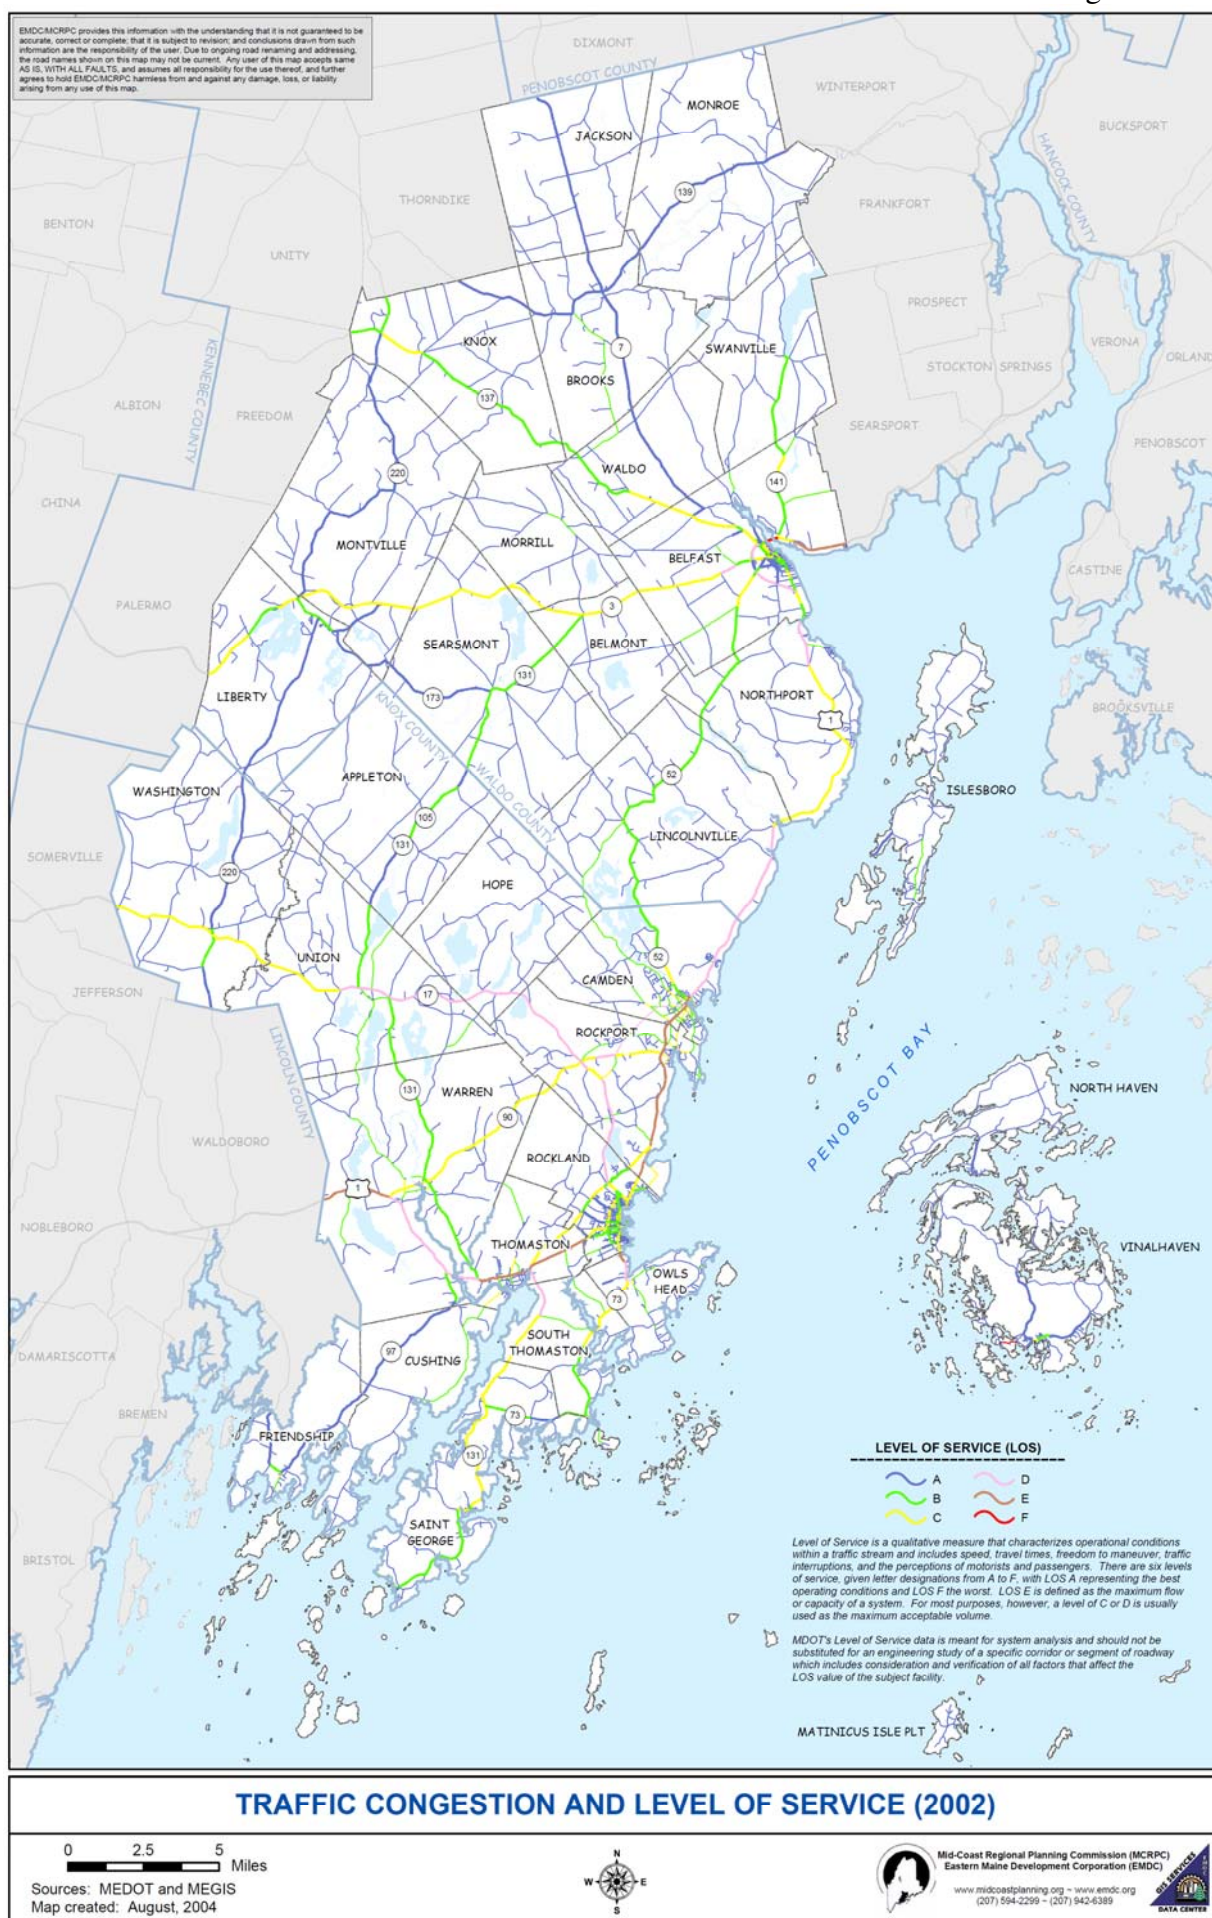 EMDC/MCRPC provides this information with the understanding that it is not guaranteed to be
accurate, correct or complete; that it is subject to revision; and conclusions drawn from such
information are the responsibility of the user. Due to ongoing road renaming and addressing,
the road names shown on this map may not be current. Any user of this map accepts same
AS IS, WITH ALL FAULTS, and assumes all responsibility for the use thereof, and further
agrees to hold EMDC/MCRPC harmless from and against any damage, loss, or liability
arising from any use of this map.
DIXMONT
PENOBSCOT COUNTY
WINTERPORT
MONROE
BUCKSPORT
JACKSON
HANCOCK COUNTY
139
THORNDIKE
FRANKFORT
BENTON
UNITY
PROSPECT
KNOX
7
SWANVILLE
VERONA
ORLAND
KENNEBEC COUNTY
STOCKTON SPRINGS
BROOKS
137
ALBION
FREEDOM
SEARSPORT
PENOBSCOT
220
WALDO
141
CHINA
MONTVILLE
MORRILL
BELFAST
CASTINE
PALERMO
3
SEARSMONT
BELMONT
131
LIBERTY
173
NORTHPORT
KNOX COUNTY
1
BROOKSVILLE
WASHINGTON
APPLETON
WALDO COUNTY
52
ISLESBORO
105
LINCOLNVILLE
131
SOMERVILLE
220
HOPE
UNION
52
JEFFERSON
17
CAMDEN
ROCKPORT
LINCOLN COUNTY
PENOBSCOT BAY
131
WARREN
NORTH HAVEN
90
WALDOBORO
ROCKLAND
1
NOBLEBORO
THOMASTON
VINALHAVEN
OWLS
HEAD
73
SOUTH
THOMASTON
97
CUSHING
DAMARISCOTTA
BREMEN
73
FRIENDSHIP
131
SAINT
GEORGE
BRISTOL
LEVEL OF SERVICE (LOS)
A D
B E
C F
Level of Service is a qualitative measure that characterizes operational conditions
within a traffic stream and includes speed, travel times, freedom to maneuver, traffic
interruptions, and the perceptions of motorists and passengers. There are six levels
of service, given letter designations from A to F, with LOS A representing the best
operating conditions and LOS F the worst. LOS E is defined as the maximum flow
or capacity of a system. For most purposes, however, a level of C or D is usually
used as the maximum acceptable volume.
MDOT's Level of Service data is meant for system analysis and should not be
substituted for an engineering study of a specific corridor or segment of roadway
which includes consideration and verification of all factors that affect the
LOS value of the subject facility.
MATINICUS ISLE PLT
TRAFFIC CONGESTION AND LEVEL OF SERVICE (2002)
0 2.5 5
Miles
Sources: MEDOT and MEGIS
Map created: August, 2004
N
W E
S
Mid-Coast Regional Planning Commission (MCRPC)
Eastern Maine Development Corporation (EMDC)
www.midcoastplanning.org ~ www.emdc.org
(207) 594-2299 ~ (207) 942-6389
GIS SERVICES
EMDC
DATA CENTER